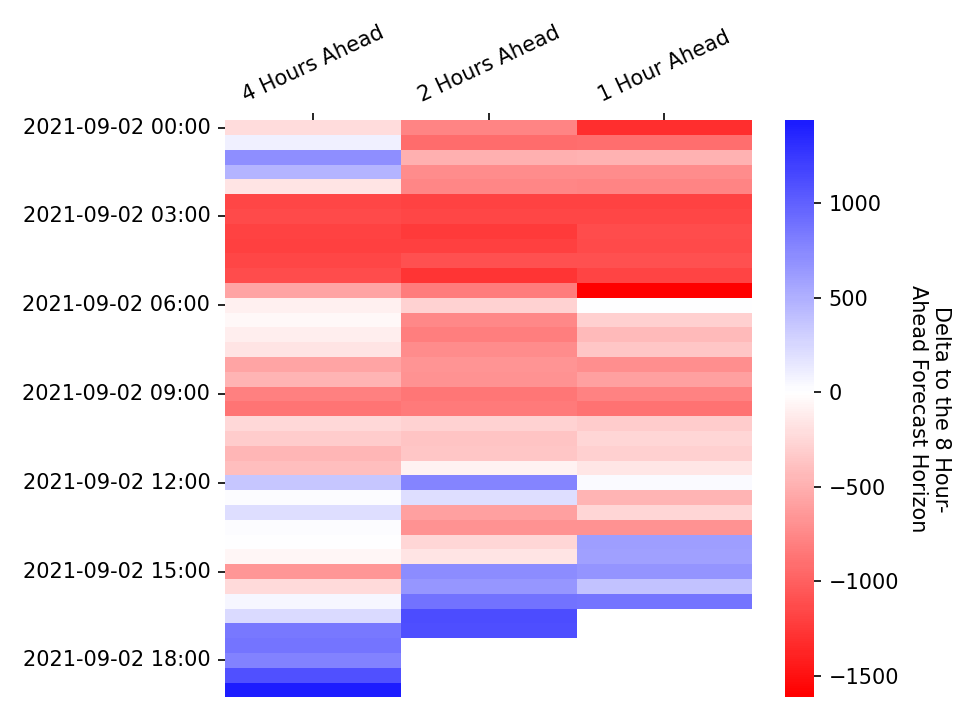 4 Hours Ahead
2 Hours Ahead
1 Hour Ahead
2021-09-02 00:00
2021-09-02 03:00
2021-09-02 06:00
2021-09-02 09:00
2021-09-02 12:00
2021-09-02 15:00
2021-09-02 18:00
1000
500
0
−500
−1000
−1500
Delta to the 8 Hour-
Ahead Forecast Horizon